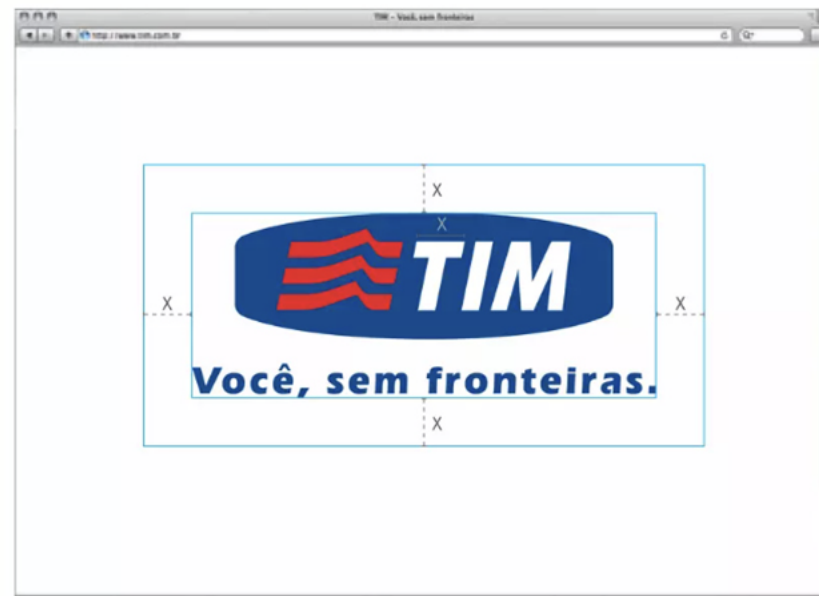 TIM - Você, sem fronteiras
http://www.tim.com.br
X
X
TIM
X
X
Você, sem fronteiras.
X